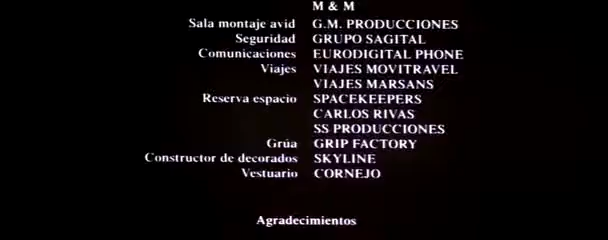 M & M
Sala montaje avid G.M. PRODUCCIONES
Seguridad GRUPO SAGITAL
Comunicaciones EURODIGITAL PHONE
Viajes VIAJES MOVITRAVEL
VIAJES MARSANS
Reserva espacio SPACEKEEPERS
CARLOS RIVAS
SS PRODUCCIONES
Grúa GRIP FACTORY
Constructor de decorados SKYLINE
Vestuario CORNEJO
Agradecimientos